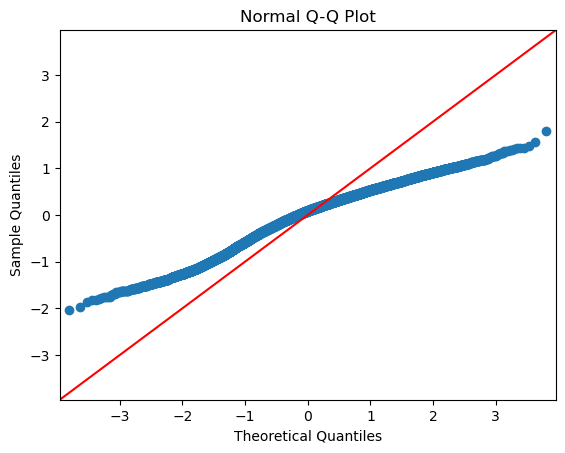 Normal Q-Q Plot
Sample Quantiles
3
2
1
0
−1
−2
−3
−3 −2 −1 0 1 2 3
Theoretical Quantiles